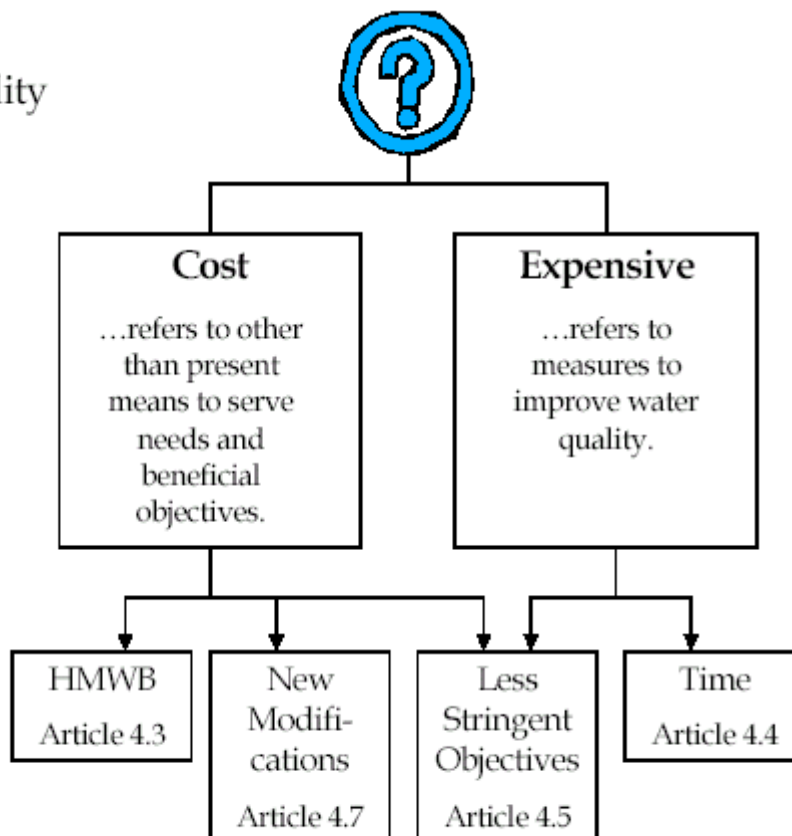 lity
?
Cost
…refers to other
than present
means to serve
needs and
beneficial
objectives.
Expensive
…refers to
measures to
improve water
quality.
HMWB
Article 4.3
New
Modifi-
cations
Article 4.7
Less
Stringent
Objectives
Article 4.5
Time
Article 4.4